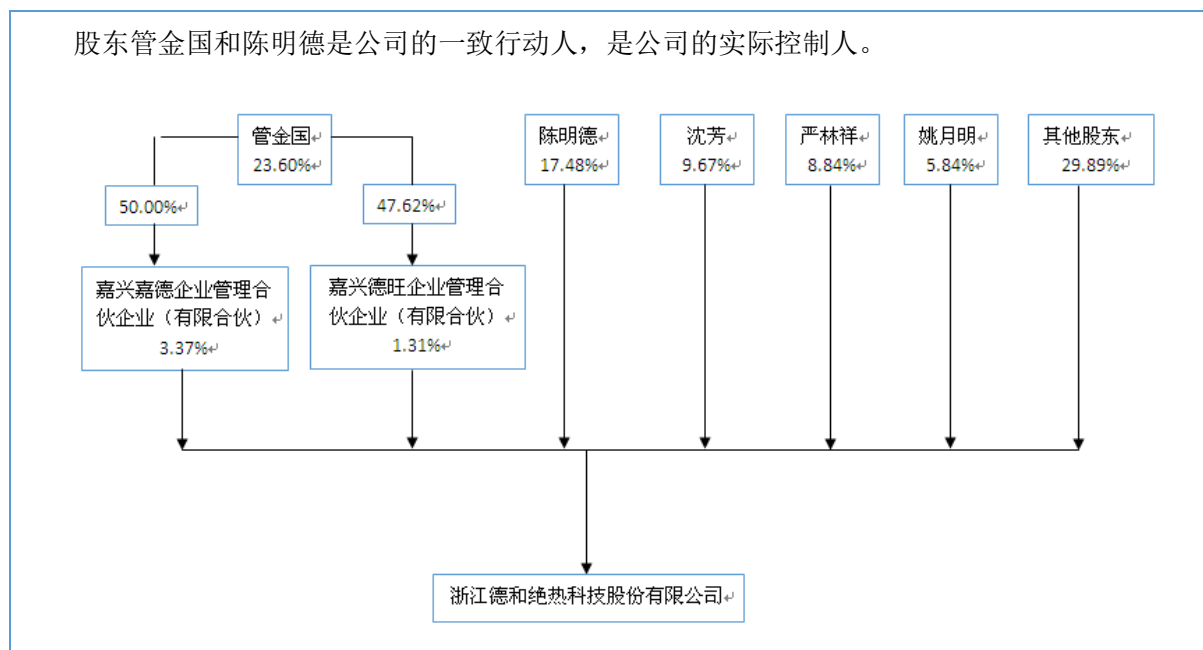 股东管金国和陈明德是公司的一致行动人，是公司的实际控制人。
管金国↵
23.60%↵
陈明德↵
17.48%↵
沈芳↵
9.67%↵
严林祥↵
8.84%↵
姚月明↵
5.84%↵
其他股东↵
29.89%↵
50.00%↵
47.62%↵
嘉兴嘉德企业管理合
伙企业（有限合伙）↵
3.37%↵
嘉兴德旺企业管理合
伙企业（有限合伙）↵
1.31%↵
浙江德和绝热科技股份有限公司↵